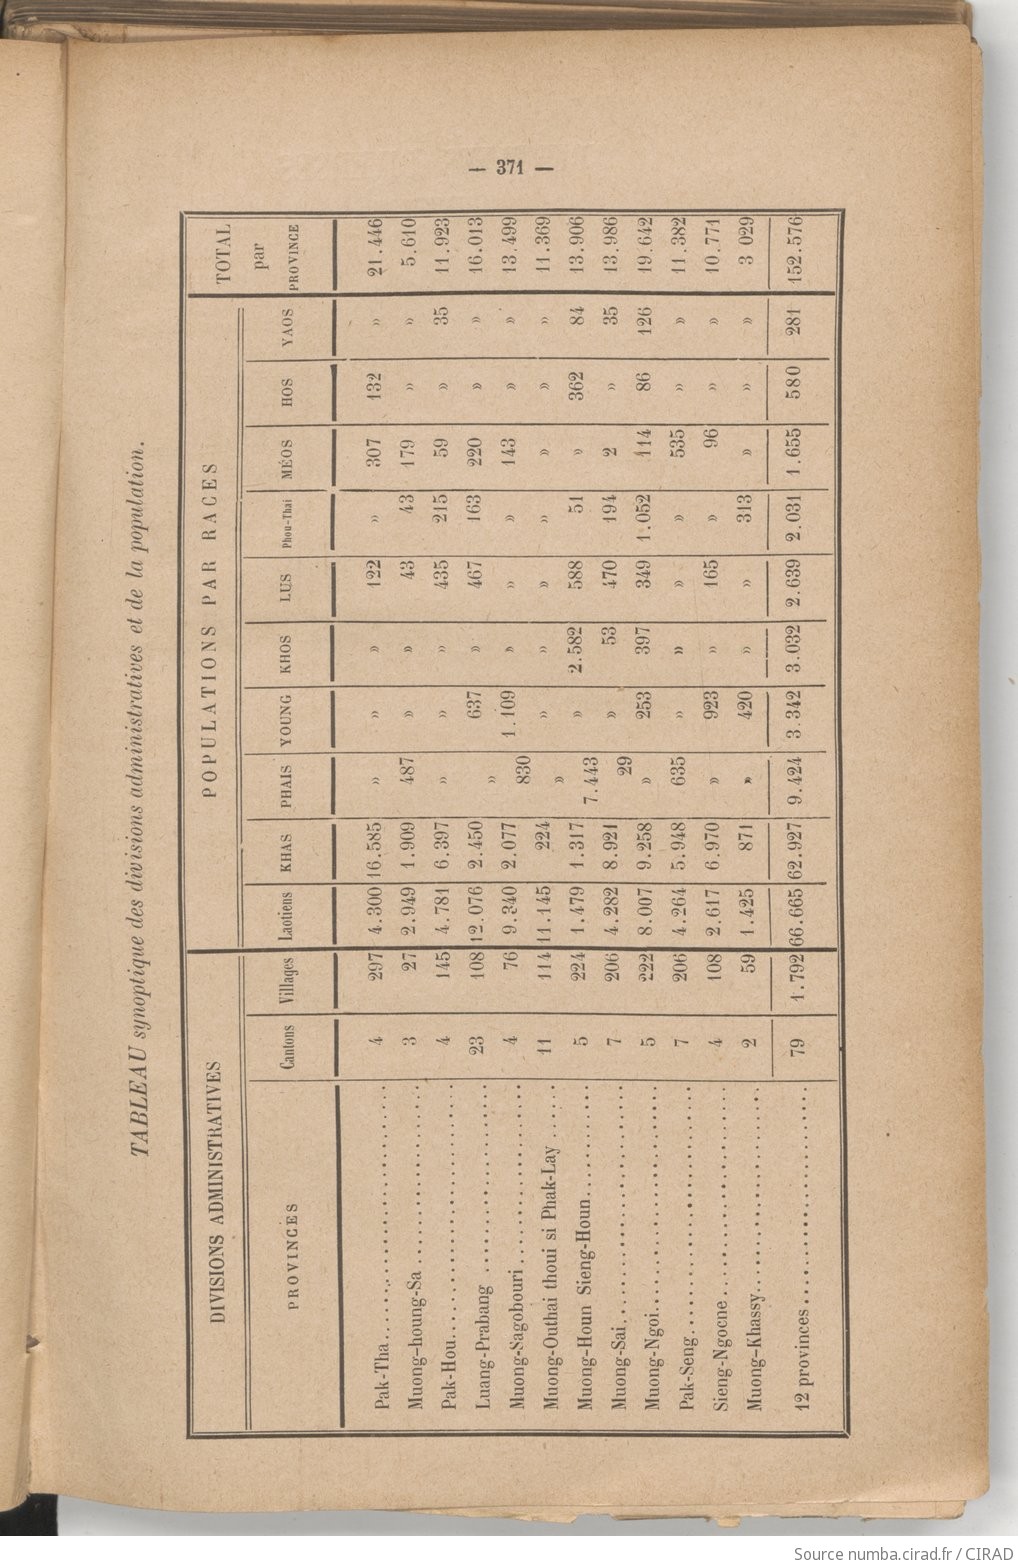 — 371 —
TABLEAU synoptique des divisions administratives et de la population.
DIVISIONS ADMINISTRATIVES POPULATIONS PAR RACES TOTAL par PROVINCE
PROVINCES Cantons Villages Laotiens KHAS PHAIS YOUNG KHOS LUS Phou-Thai MÉOS HOS YAOS
Pak-Tha 4 297 4.300 16.585 » » » 122 » 307 132 » 21.446
Muong-houng-Sa 3 27 2.949 1.909 487 » » 43 43 179 » » 5.610
Pak-Hou 4 145 4.781 6.397 » » » 435 215 59 » 35 11.923
Luang-Prabang 23 108 12.076 2.450 » 637 » 467 163 220 » » 16.013
Muong-Sagobouri 4 76 9.340 2.077 830 1.109 » » » 143 » » 13.499
Muong-Outhai thoui si Phak-Lay 11 114 11.145 224 » » » » » » » » 11.369
Muong-Houn Sieng-Houn 5 224 1.479 1.317 7.443 » 2.582 588 51 » 362 84 13.906
Muong-Sai 7 206 4.282 8.921 29 » 53 470 194 2 » 35 13.986
Muong-Ngoi 5 222 8.007 9.258 » 253 397 349 1.052 114 86 126 19.642
Pak-Seng 7 206 4.264 5.948 635 » » » » 535 » » 11.382
Sieng-Ngocne 4 108 2.617 6.970 » 923 » 165 » 96 » » 10.771
Muong-Khassy 2 59 1.425 871 » 420 » » 313 » » » 3 029
12 provinces 79 1.792 66.665 62.927 9.424 3.342 3.032 2.639 2.031 1.655 580 281 152.576
Source numba.cirad.fr / CIRAD